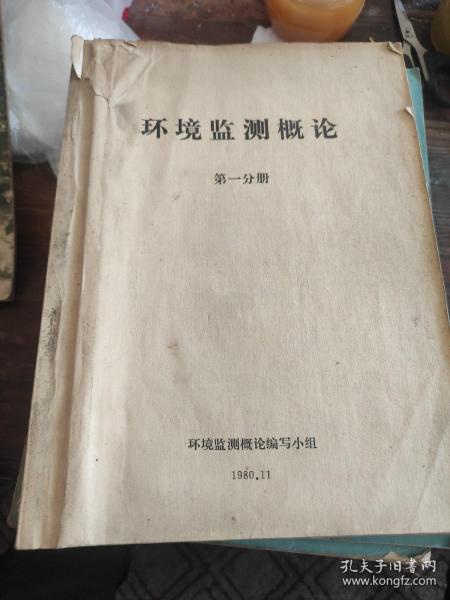 环境监测概论
第一分册
环境监测概论编写小组
1980.11
孔夫子旧书网
www.kongfz.com